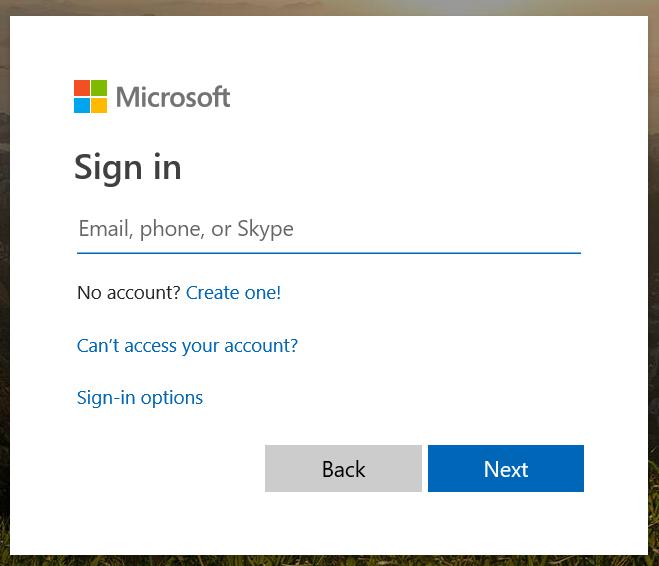 Microsoft
Sign in
Email, phone, or Skype
No account? Create one!
Can’t access your account?
Sign-in options
Back Next